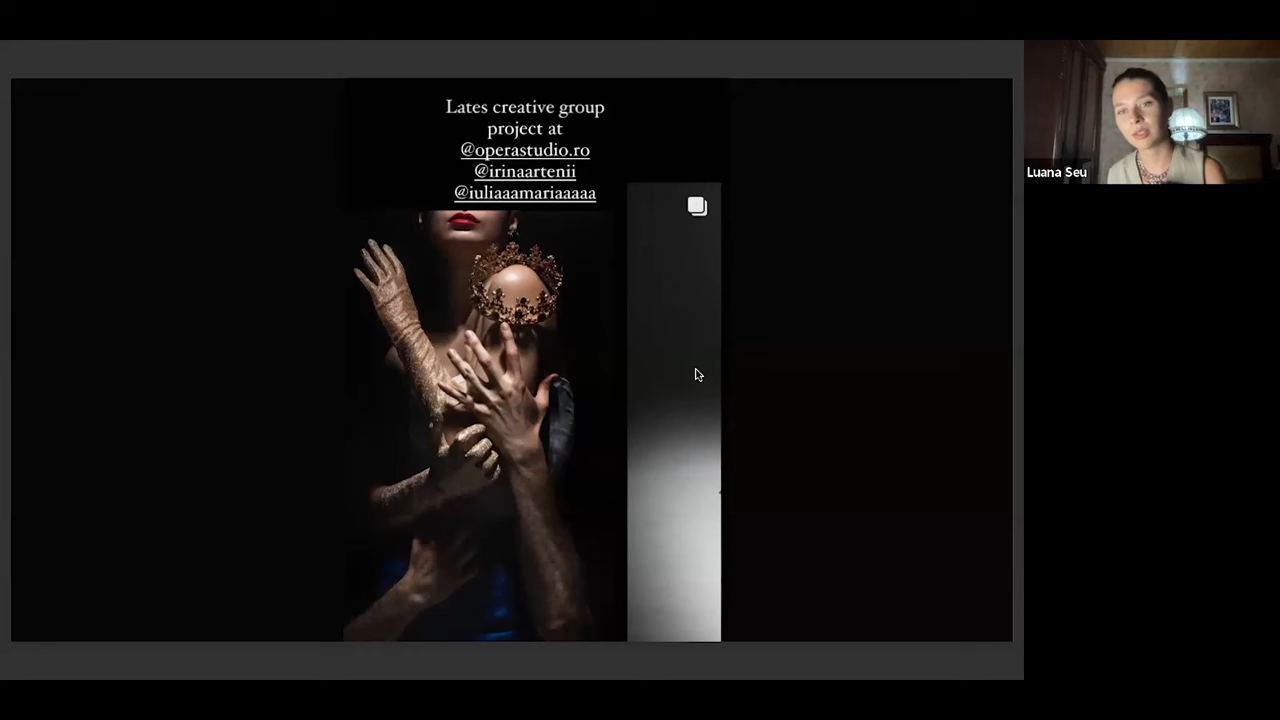 Lates creative group
project at
@operastudio.ro
@irinaartenii
@iuliaaamariaaaaa
Luana Seu